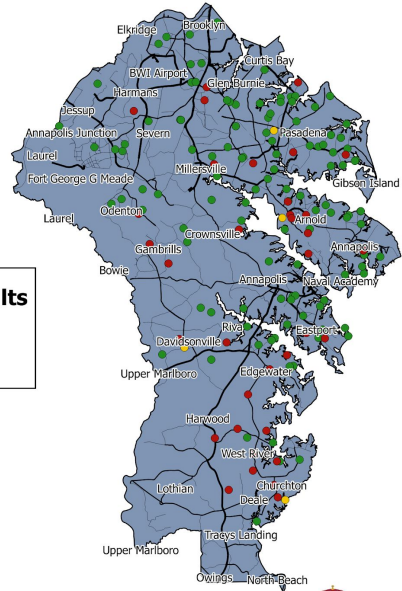 Brooklyn
Elkridge
Curtis Bay
BWI Airport
Glen Burnie
Harmans
Jessup
Annapolis Junction
Severn
Pasadena
Laurel
Millersville
Fort George G Meade
Gibson Island
Odenton
Laurel
Arnold
Crownsville
Gambrills
Annapolis
Bowie
Annapolis
Naval Academy
lts
Riva
Eastport
Davidsonville
Upper Marlboro
Edgewater
Harwood
West River
Lothian
Churchton
Deale
Tracys Landing
Upper Marlboro
Owings
North Beach